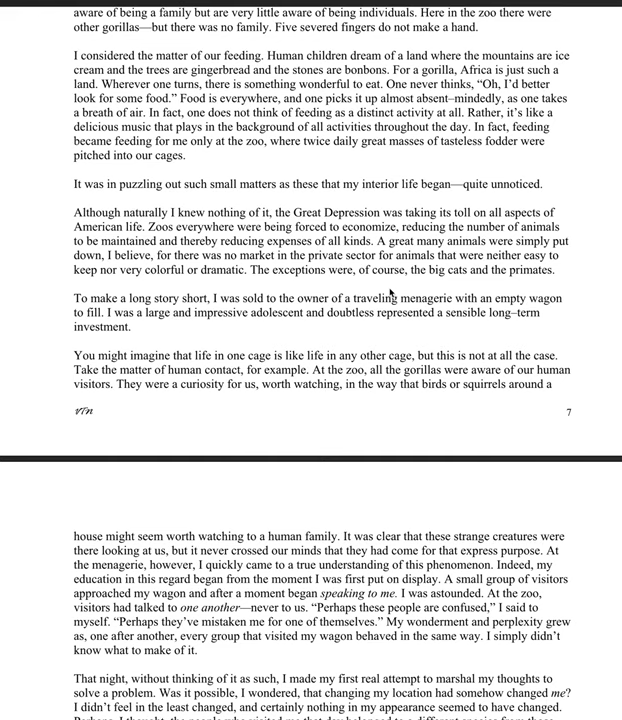 aware of being a family but are very little aware of being individuals. Here in the zoo there were
other gorillas—but there was no family. Five severed fingers do not make a hand.
I considered the matter of our feeding. Human children dream of a land where the mountains are ice
cream and the trees are gingerbread and the stones are bonbons. For a gorilla, Africa is just such a
land. Wherever one turns, there is something wonderful to eat. One never thinks, “Oh, I’d better
look for some food.” Food is everywhere, and one picks it up almost absent–mindedly, as one takes
a breath of air. In fact, one does not think of feeding as a distinct activity at all. Rather, it’s like a
delicious music that plays in the background of all activities throughout the day. In fact, feeding
became feeding for me only at the zoo, where twice daily great masses of tasteless fodder were
pitched into our cages.
It was in puzzling out such small matters as these that my interior life began—quite unnoticed.
Although naturally I knew nothing of it, the Great Depression was taking its toll on all aspects of
American life. Zoos everywhere were being forced to economize, reducing the number of animals
to be maintained and thereby reducing expenses of all kinds. A great many animals were simply put
down, I believe, for there was no market in the private sector for animals that were neither easy to
keep nor very colorful or dramatic. The exceptions were, of course, the big cats and the primates.
To make a long story short, I was sold to the owner of a traveling menagerie with an empty wagon
to fill. I was a large and impressive adolescent and doubtless represented a sensible long–term
investment.
You might imagine that life in one cage is like life in any other cage, but this is not at all the case.
Take the matter of human contact, for example. At the zoo, all the gorillas were aware of our human
visitors. They were a curiosity for us, worth watching, in the way that birds or squirrels around a
7
house might seem worth watching to a human family. It was clear that these strange creatures were
there looking at us, but it never crossed our minds that they had come for that express purpose. At
the menagerie, however, I quickly came to a true understanding of this phenomenon. Indeed, my
education in this regard began from the moment I was first put on display. A small group of visitors
approached my wagon and after a moment began speaking to me. I was astounded. At the zoo,
visitors had talked to one another—never to us. “Perhaps these people are confused,” I said to
myself. “Perhaps they’ve mistaken me for one of themselves.” My wonderment and perplexity grew
as, one after another, every group that visited my wagon behaved in the same way. I simply didn’t
know what to make of it.
That night, without thinking of it as such, I made my first real attempt to marshal my thoughts to
solve a problem. Was it possible, I wondered, that changing my location had somehow changed me?
I didn’t feel in the least changed, and certainly nothing in my appearance seemed to have changed.